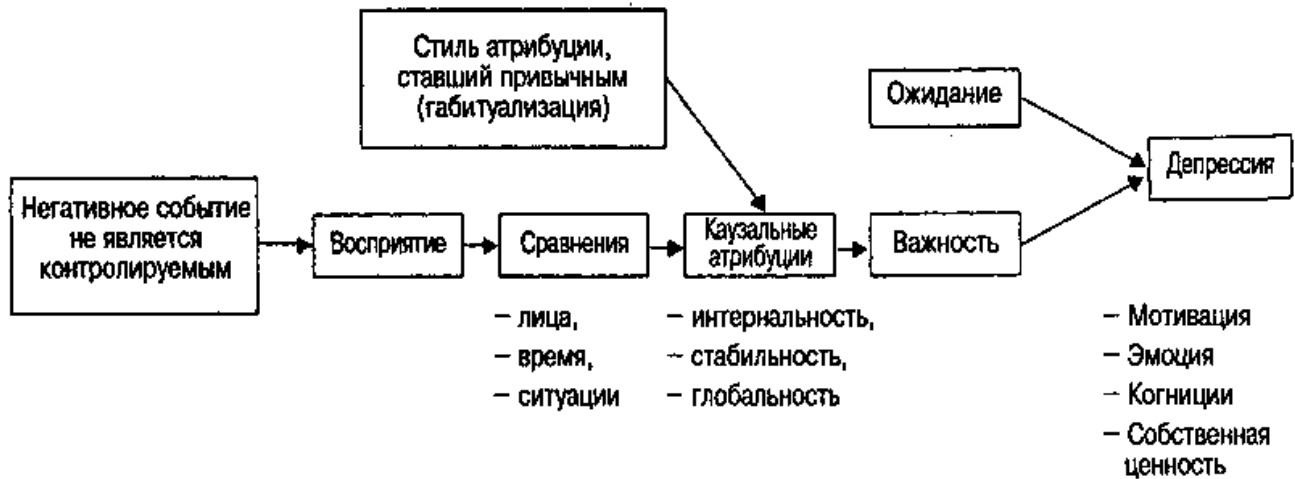 Стиль атрибуции,
ставший привычным
(габитуализация)
Ожидание
Депрессия
Негативное событие
не является
контролируемым
Восприятие
Сравнения
Каузальные
атрибуции
Важность
– лица,
– время,
– ситуации
– интернальность,
– стабильность,
– глобальность
– Мотивация
– Эмоция
– Когниции
– Собственная
ценность